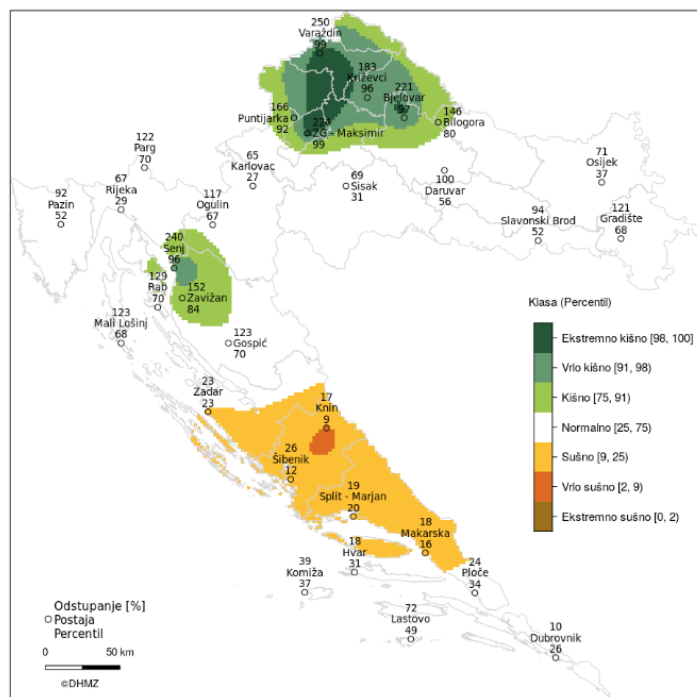 250
Varaždin
99
183
Križevci
96
221
Bjelovar
97
166
Puntijarka
92
224
ZG - Maksimir
99
146
Bilogora
80
122
Parg
70
65
Karlovac
27
69
Sisak
31
100
Daruvar
56
71
Osijek
37
92
Pazin
52
67
Rijeka
29
117
Ogulin
67
94
Slavonski Brod
52
121
Gradište
68
240
Senj
96
129
Rab
70
152
Zavižan
84
123
Mali Lošinj
68
123
Gospić
70
Klasa (Percentil)
Ekstremno kišno [98, 100]
Vrlo kišno [91, 98)
Kišno [75, 91)
Normalno [25, 75)
Sušno [9, 25)
Vrlo sušno [2, 9)
Ekstremno sušno [0, 2)
23
Zadar
23
17
Knin
9
26
Šibenik
12
19
Split - Marjan
20
18
Makarska
16
18
Hvar
31
39
Komiža
37
24
Ploče
34
72
Lastovo
49
10
Dubrovnik
26
Odstupanje [%]
Postaja
Percentil
0 50 km
©DHMZ